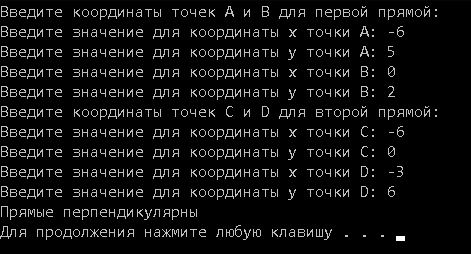 Введите координаты точек A и B для первой прямой:
Введите значение для координаты x точки A: -6
Введите значение для координаты y точки A: 5
Введите значение для координаты x точки B: 0
Введите значение для координаты y точки B: 2
Введите координаты точек C и D для второй прямой:
Введите значение для координаты x точки C: -6
Введите значение для координаты y точки C: 0
Введите значение для координаты x точки D: -3
Введите значение для координаты y точки D: 6
Прямые перпендикулярны
Для продолжения нажмите любую клавишу . . .